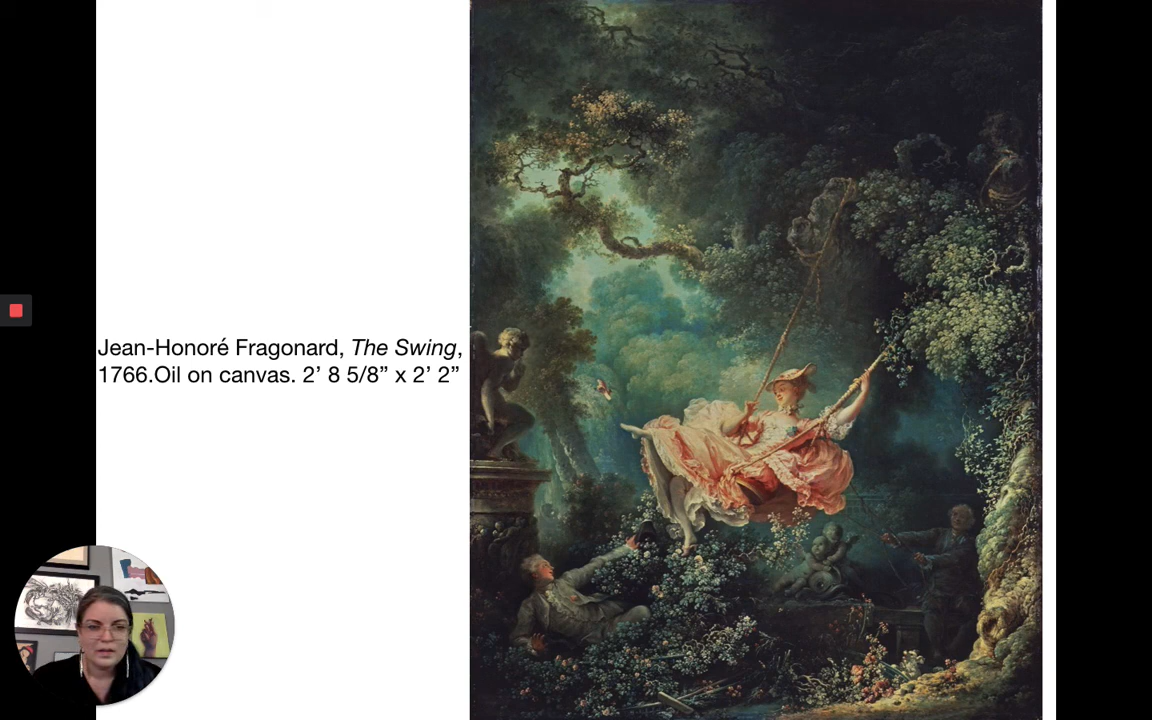 Jean-Honoré Fragonard, The Swing,
1766.Oil on canvas. 2’ 8 5/8” x 2’ 2”